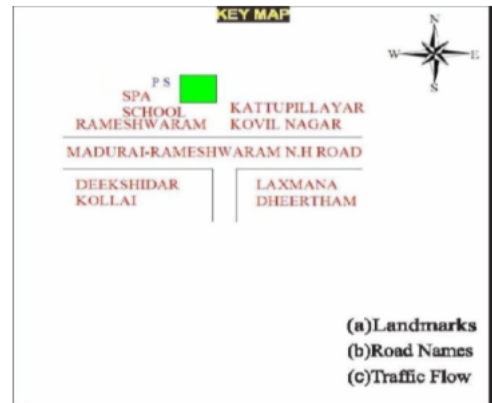 KEY MAP
N
W E
S
P S
SPA
SCHOOL
RAMESHWARAM
KATTUPILLAYAR
KOVIL NAGAR
MADURAI-RAMESHWARAM N.H ROAD
DEEKSHIDAR
KOLLAI
LAXMANA
DHEERTHAM
(a)Landmarks
(b)Road Names
(c)Traffic Flow